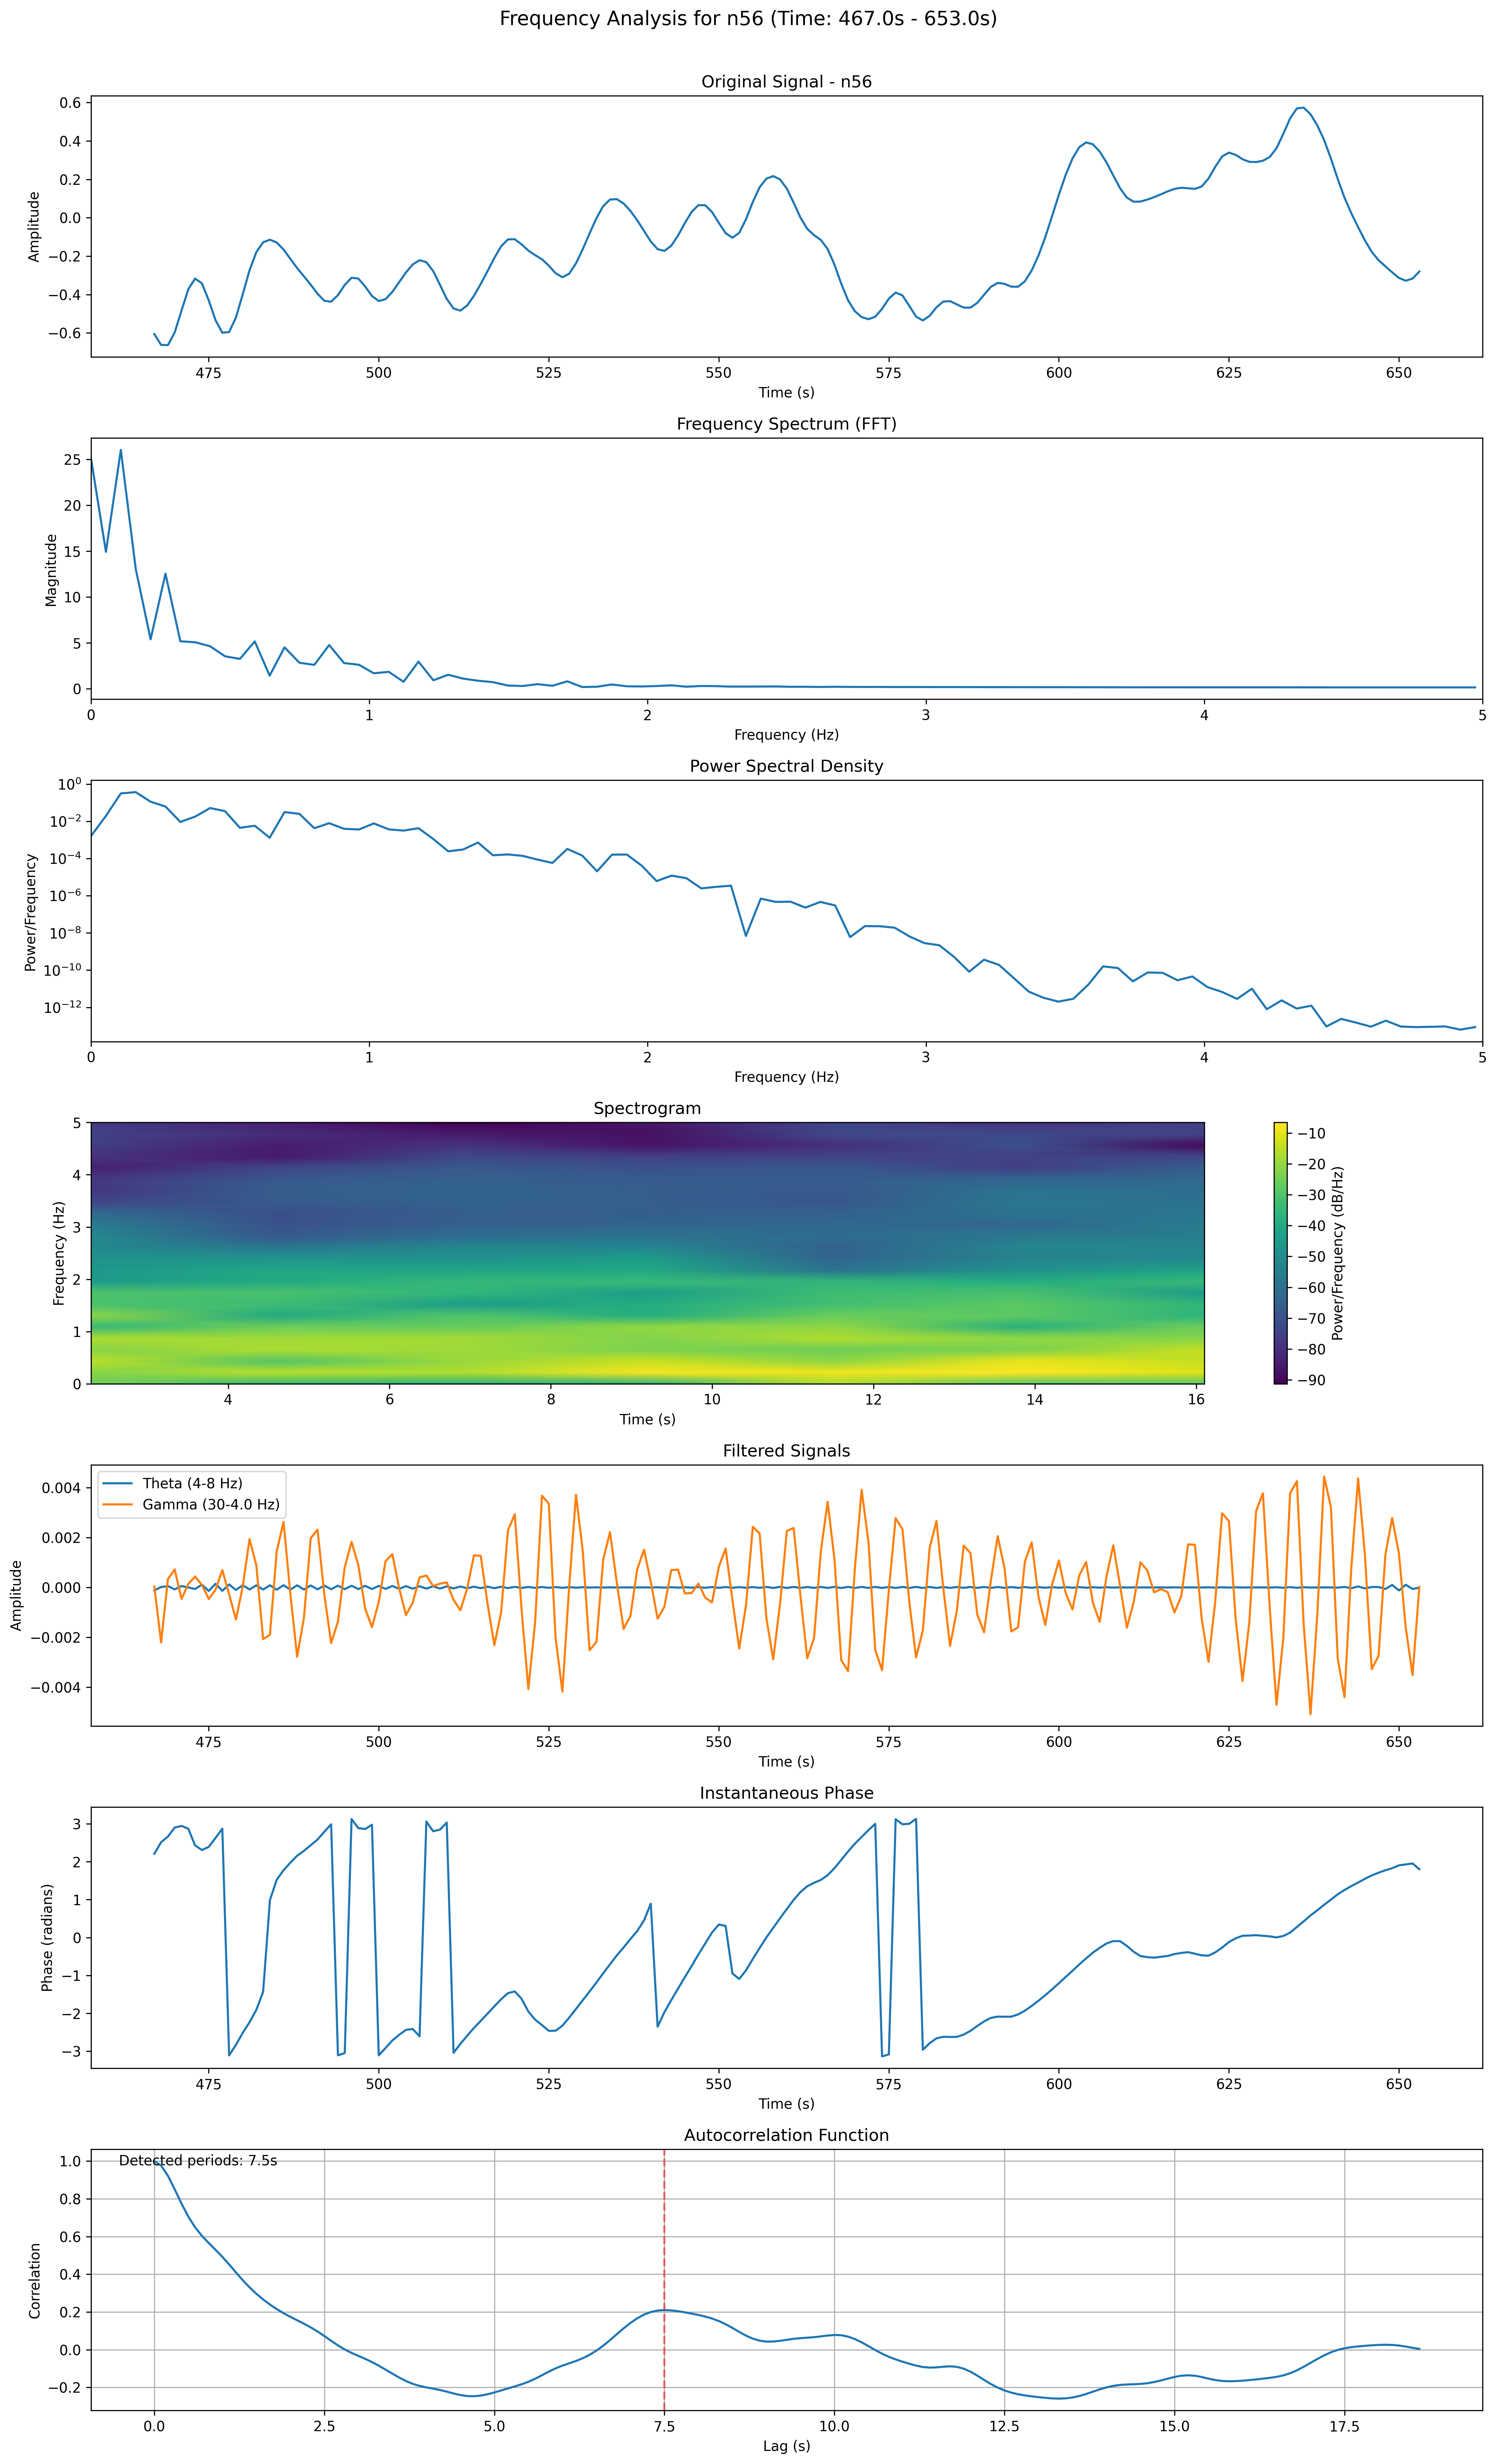 Frequency Analysis for n56 (Time: 467.0s - 653.0s)
Original Signal - n56
0.6
0.4
0.2
0.0
−0.2
−0.4
−0.6
Amplitude
475 500 525 550 575 600 625 650
Time (s)
Frequency Spectrum (FFT)
25
20
15
10
5
0
Magnitude
0 1 2 3 4 5
Frequency (Hz)
Power Spectral Density
10⁰
10⁻²
10⁻⁴
10⁻⁶
10⁻⁸
10⁻¹⁰
10⁻¹²
Power/Frequency
0 1 2 3 4 5
Frequency (Hz)
Spectrogram
5
4
3
2
1
0
Frequency (Hz)
4 6 8 10 12 14 16
Time (s)
−10
−20
−30
−40
−50
−60
−70
−80
−90
Power/Frequency (dB/Hz)
Filtered Signals
Theta (4-8 Hz)
Gamma (30-4.0 Hz)
0.004
0.002
0.000
−0.002
−0.004
Amplitude
475 500 525 550 575 600 625 650
Time (s)
Instantaneous Phase
3
2
1
0
−1
−2
−3
Phase (radians)
475 500 525 550 575 600 625 650
Time (s)
Autocorrelation Function
Detected periods: 7.5s
1.0
0.8
0.6
0.4
0.2
0.0
−0.2
Correlation
0.0 2.5 5.0 7.5 10.0 12.5 15.0 17.5
Lag (s)